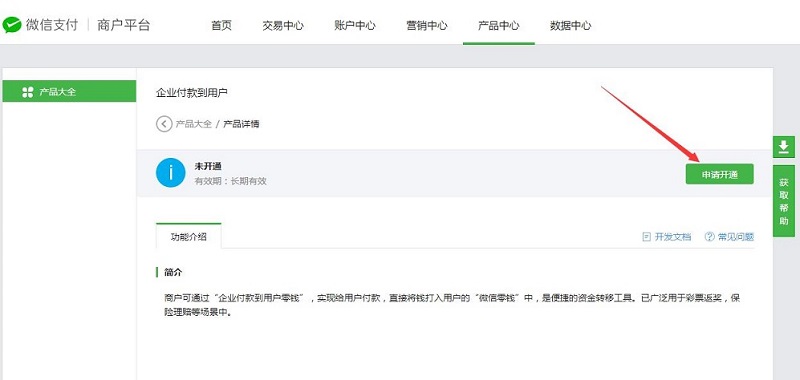 微信支付 商户平台 首页 交易中心 账户中心 营销中心 产品中心 数据中心
产品大全
企业付款到用户
产品大全 / 产品详情
未开通
有效期：长期有效
申请开通
获取帮助
功能介绍
开发文档 常见问题
简介
商户可通过“企业付款到用户零钱”，实现给用户付款，直接将钱打入用户的“微信零钱”中，是便捷的资金转移工具。已广泛用于彩票返奖，保
险理赔等场景中。